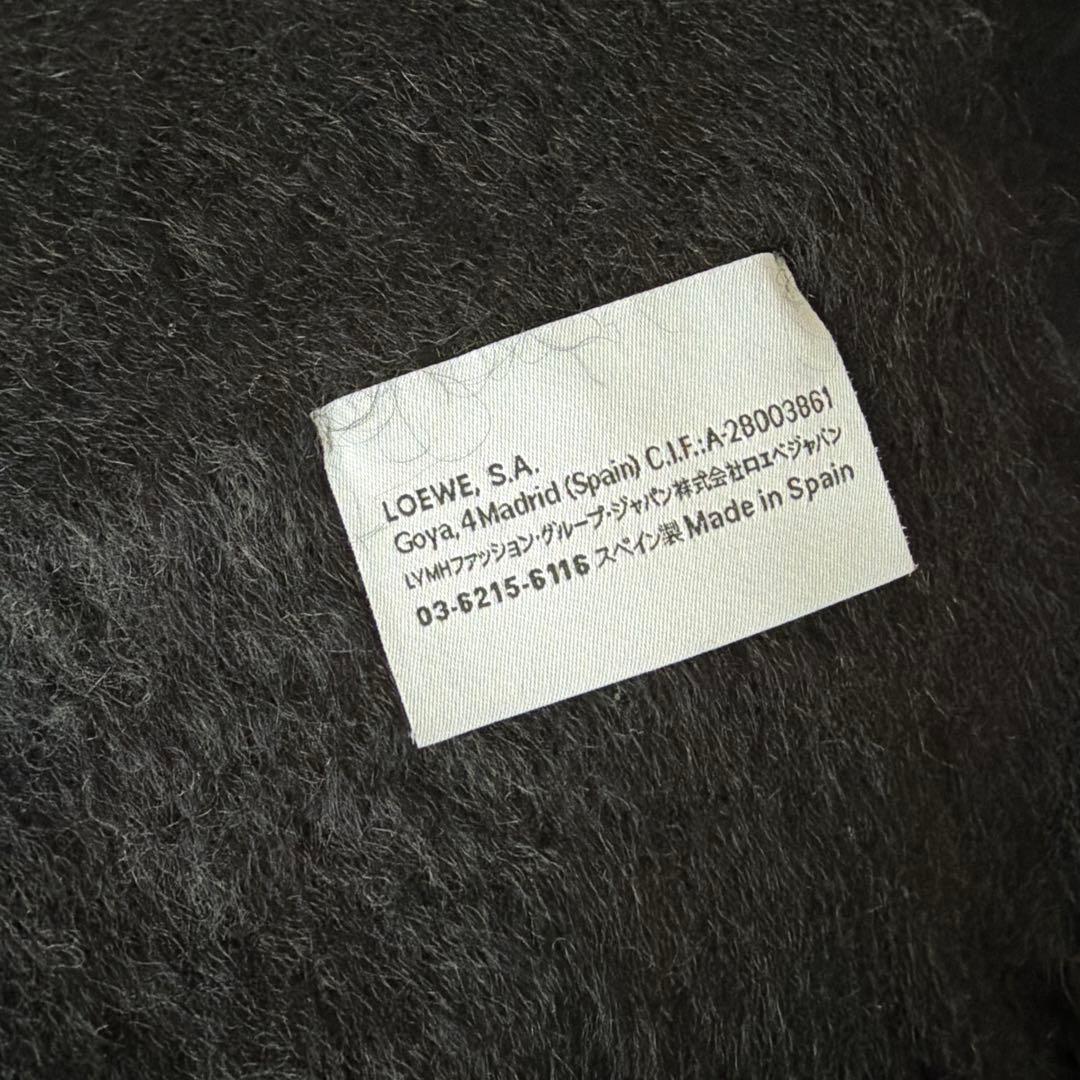 LOEWE, S.A.
Goya, 4 Madrid (Spain) C.I.F.:A-28003861
LVMHファッション・グループ・ジャパン株式会社ロエベジャパン
03-6215-6116 スペイン製 Made in Spain